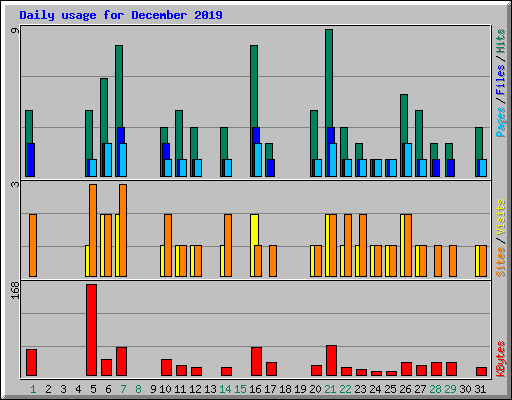 Daily usage for December 2019
9
Pages / Files / Hits
3
Sites / Visits
168
KBytes
1 2 3 4 5 6 7 8 9 10 11 12 13 14 15 16 17 18 19 20 21 22 23 24 25 26 27 28 29 30 31